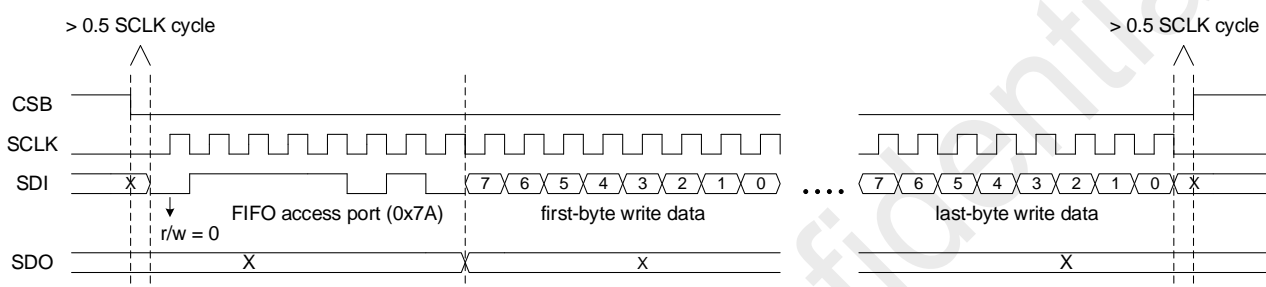 > 0.5 SCLK cycle > 0.5 SCLK cycle
CSB
SCLK
SDI X 7 6 5 4 3 2 1 0 .... 7 6 5 4 3 2 1 0 X
FIFO access port (0x7A) first-byte write data last-byte write data
r/w = 0
SDO X X X